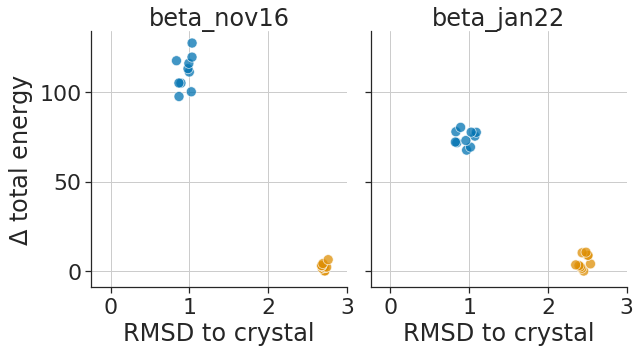 beta_nov16
beta_jan22
Δ total energy
100
50
0
0
1
2
3
0
1
2
3
RMSD to crystal
RMSD to crystal